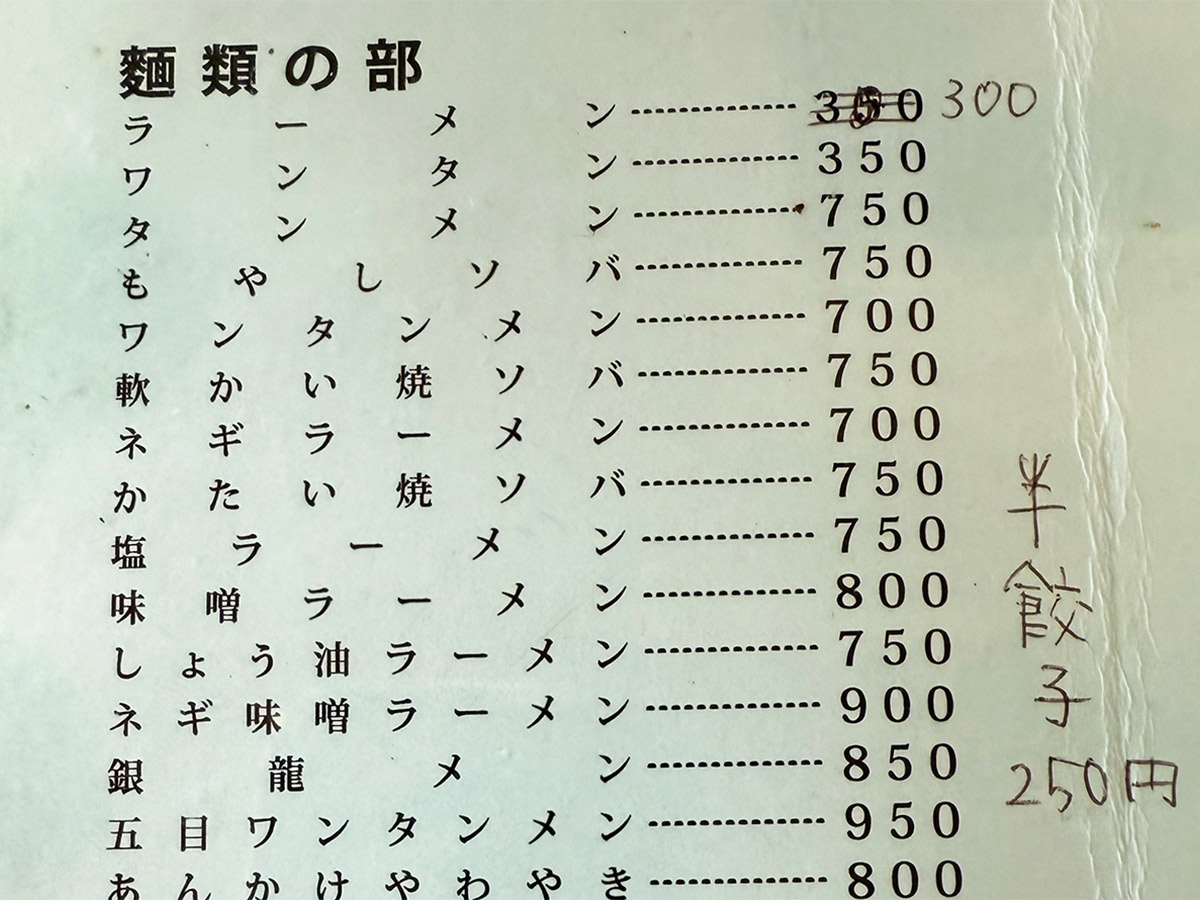 麵類の部
ラーメン 350 300
ワンタン 350
タンメン 750
もやしソバ 750
ワンタンメン 700
軟かい焼ソバ 750
ネギラーメン 700
かたい焼ソバ 750
塩ラーメン 750
味噌ラーメン 800
しょう油ラーメン 750
ネギ味噌ラーメン 900
銀龍メン 850
五目ワンタンメン 950
あんかけやわやき 800
半餃子
250円